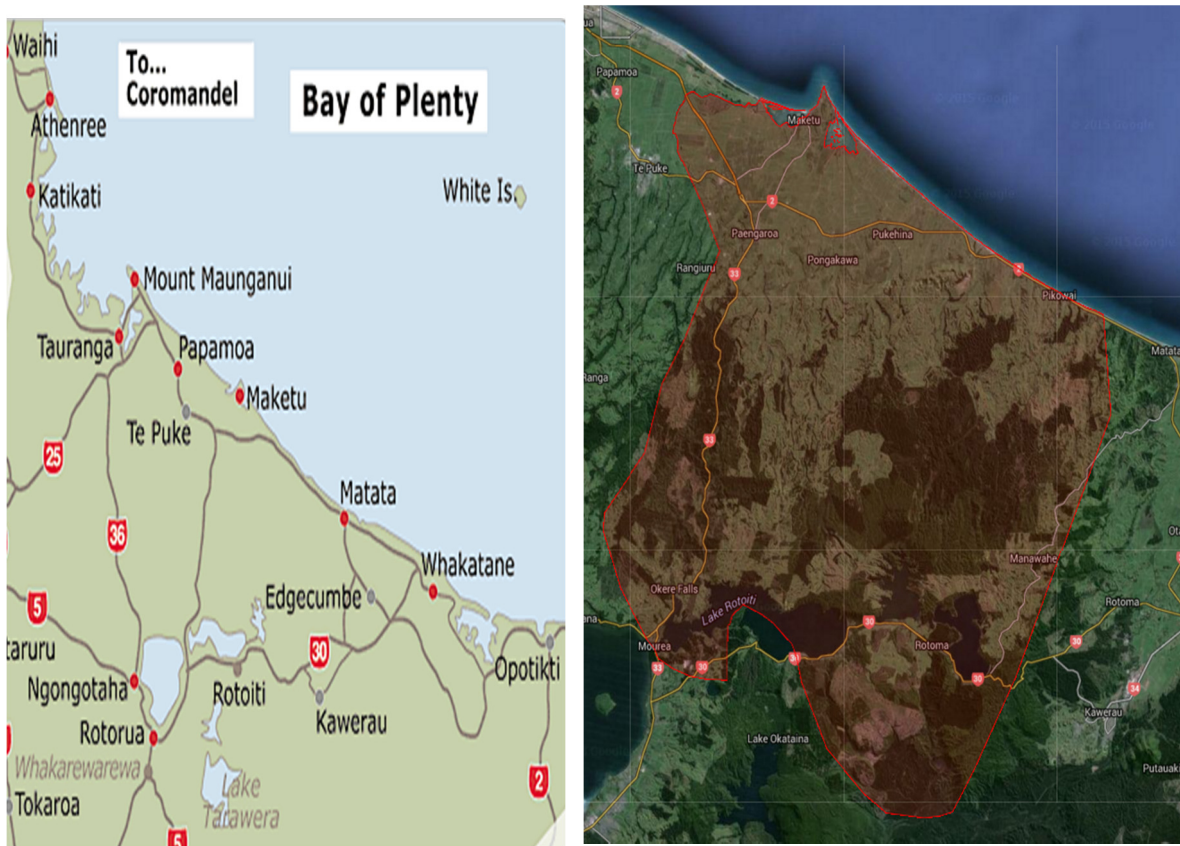 Waihi
To...
Coromandel
Bay of Plenty
Athenree
Katikati
White Is.
Mount Maunganui
Tauranga
Papamoa
Maketu
Te Puke
25
Matata
36
Whakatane
Edgecumbe
5
30
taruru
Opotikti
Ngongotaha
Rotoiti
Kawerau
Rotorua
Whakarewarewa
Lake
Tarawera
2
Tokaroa
5
Papamoa
2
Maketu
Te Puke
2
Paengaroa
Pukehina
Rangiuru
Pongakawa
33
2
Pikowai
Matata
Ranga
33
Manawahe
Okere Falls
Lake Rotoiti
Rotoma
30
Mourea
Rotoma
30
33
30
30
34
Kawerau
Lake Okataina
Putauaki